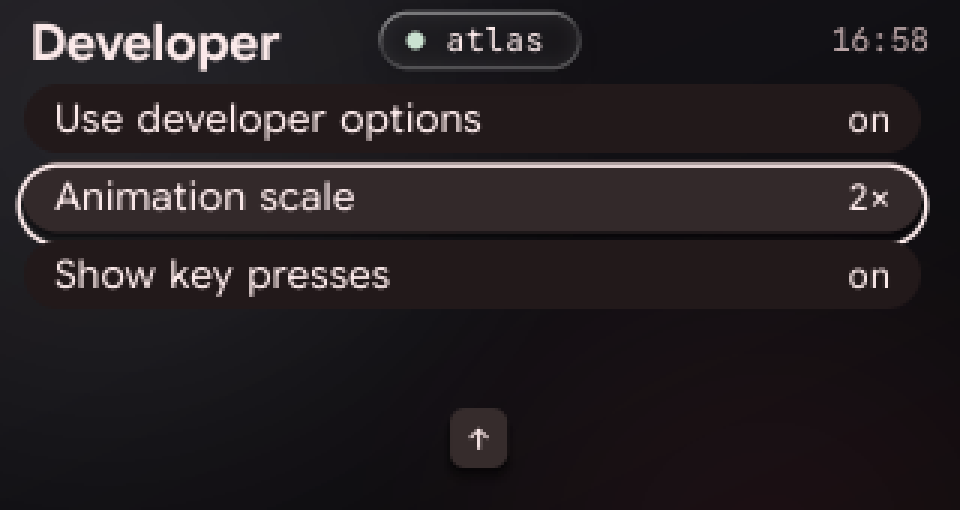 Developer
atlas
16:58
Use developer options on
Animation scale 2×
Show key presses on
↑